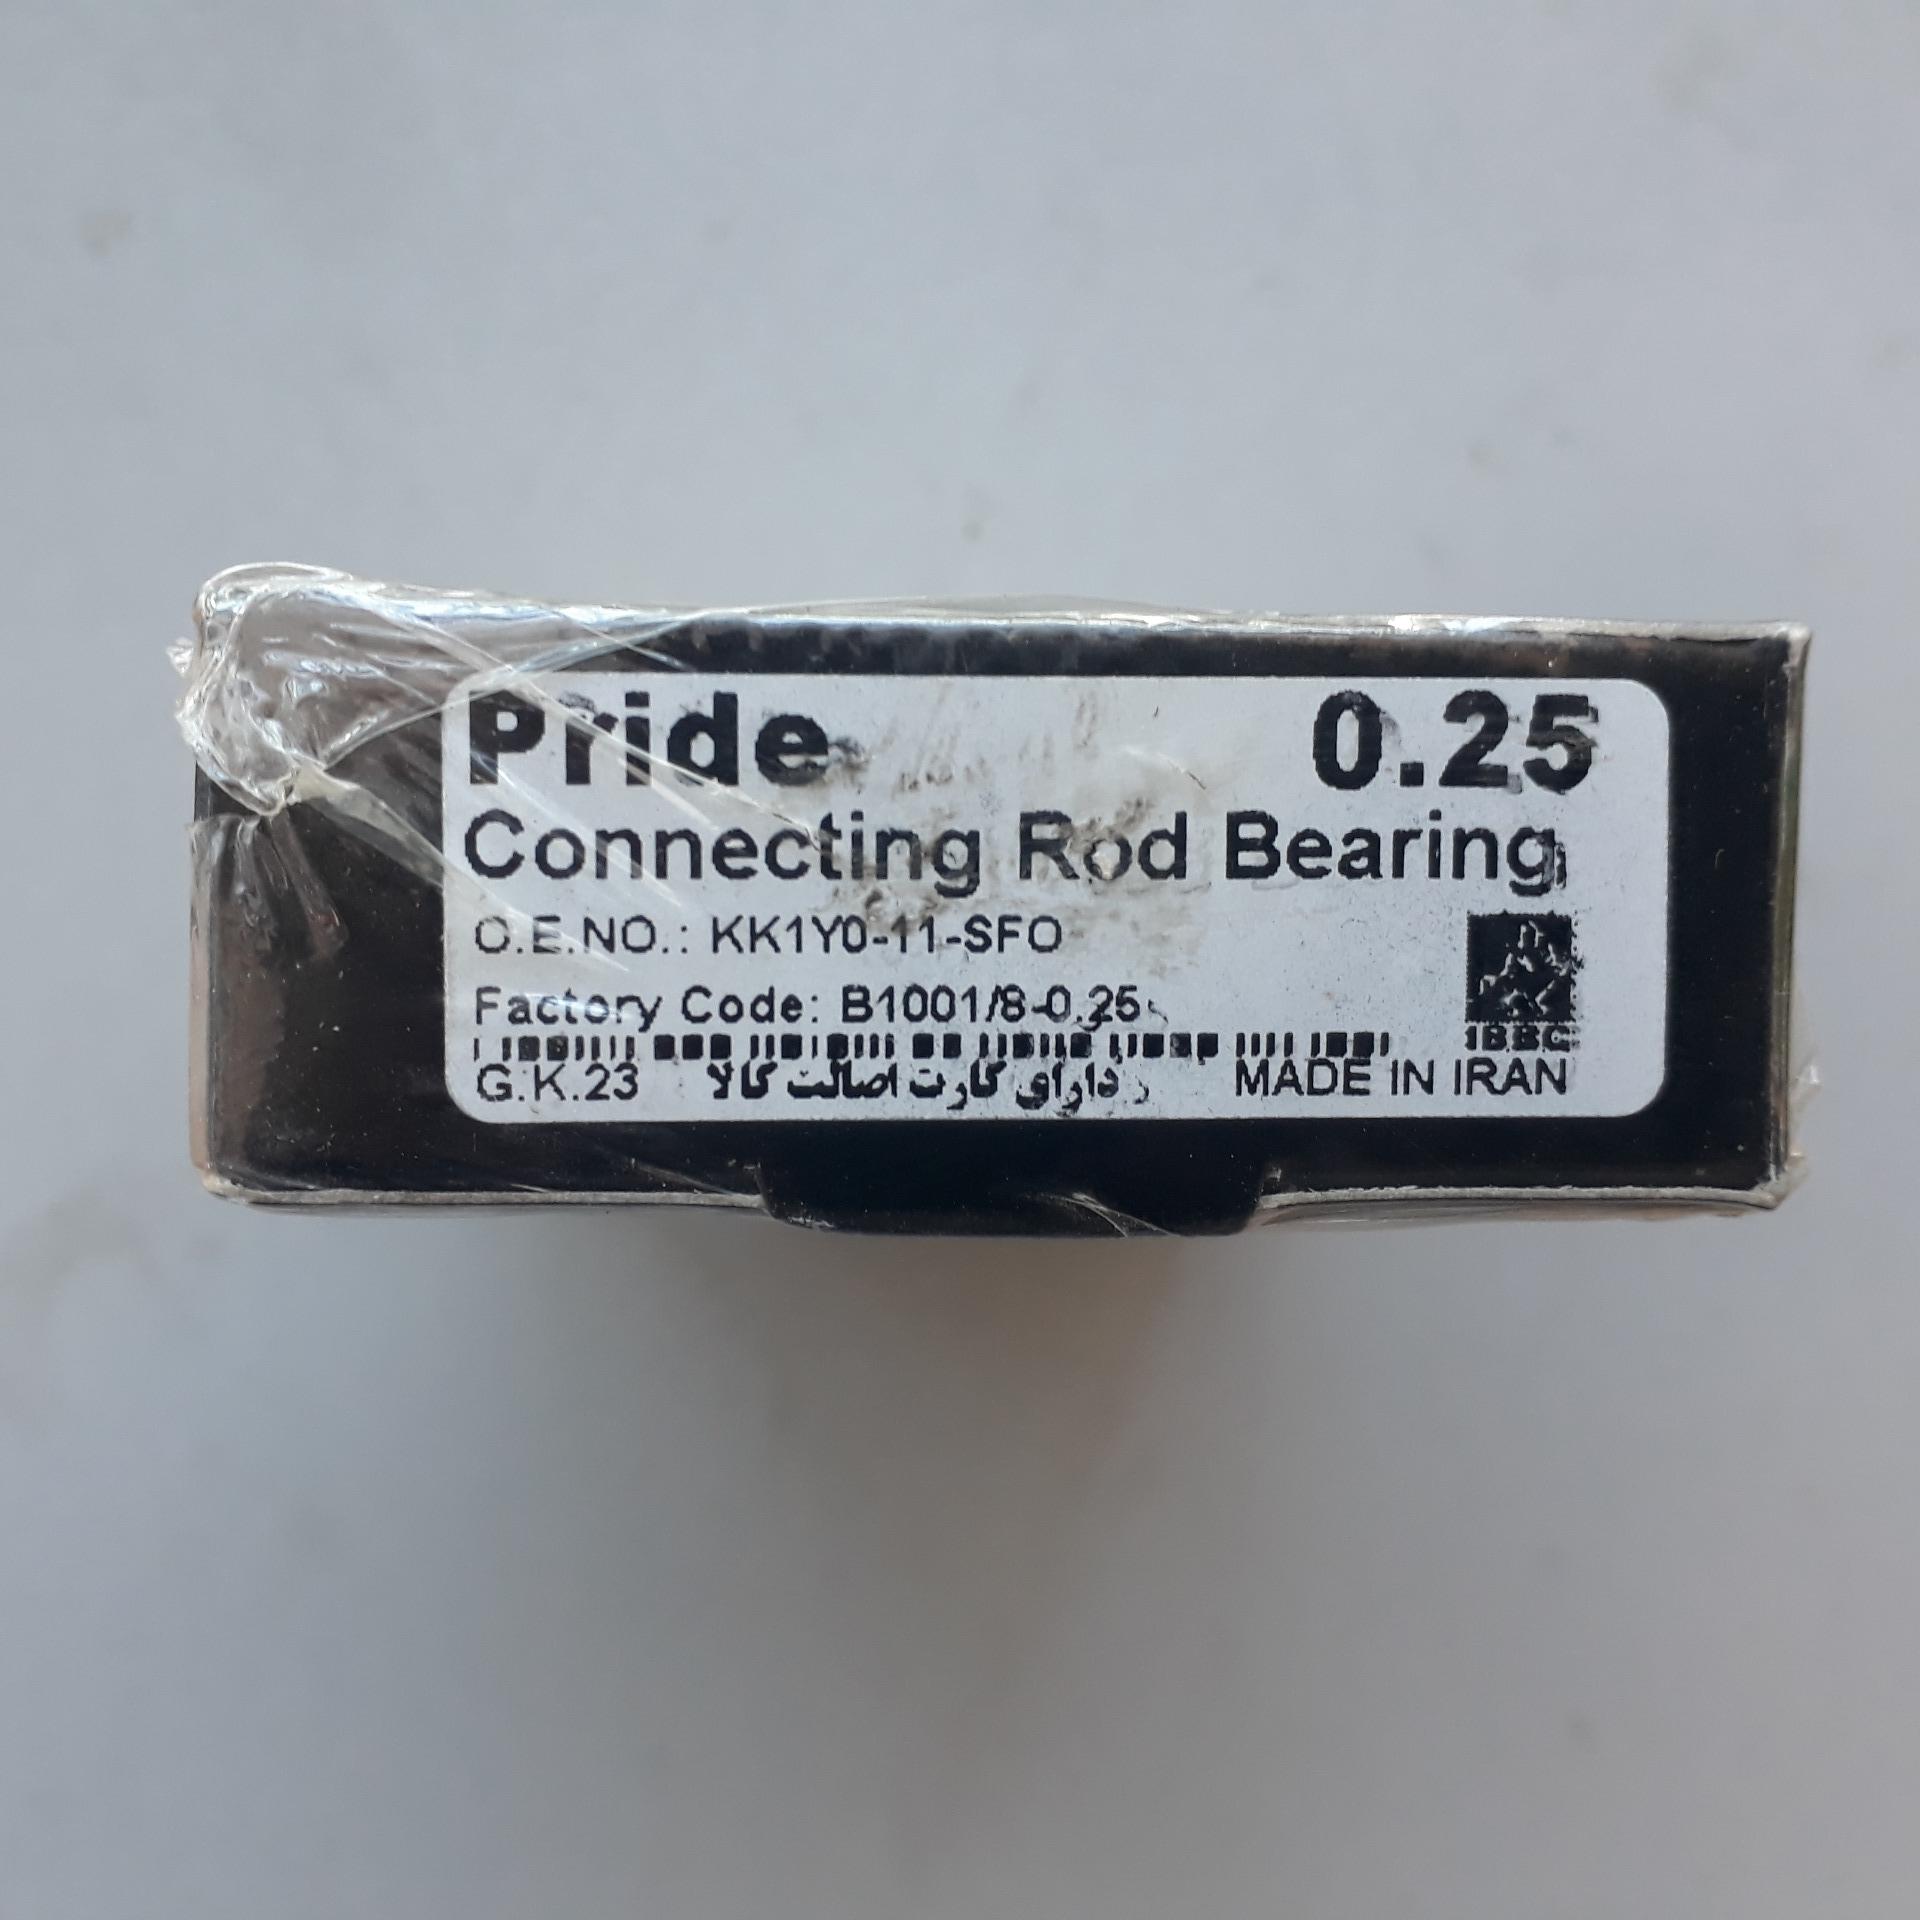 Pride 0.25
Connecting Rod Bearing
O.E.NO.: KK1Y0-11-SFO
Factory Code: B1001/8-0.25
IBBC
G.K.23 دارای کارت اصالت کالا MADE IN IRAN